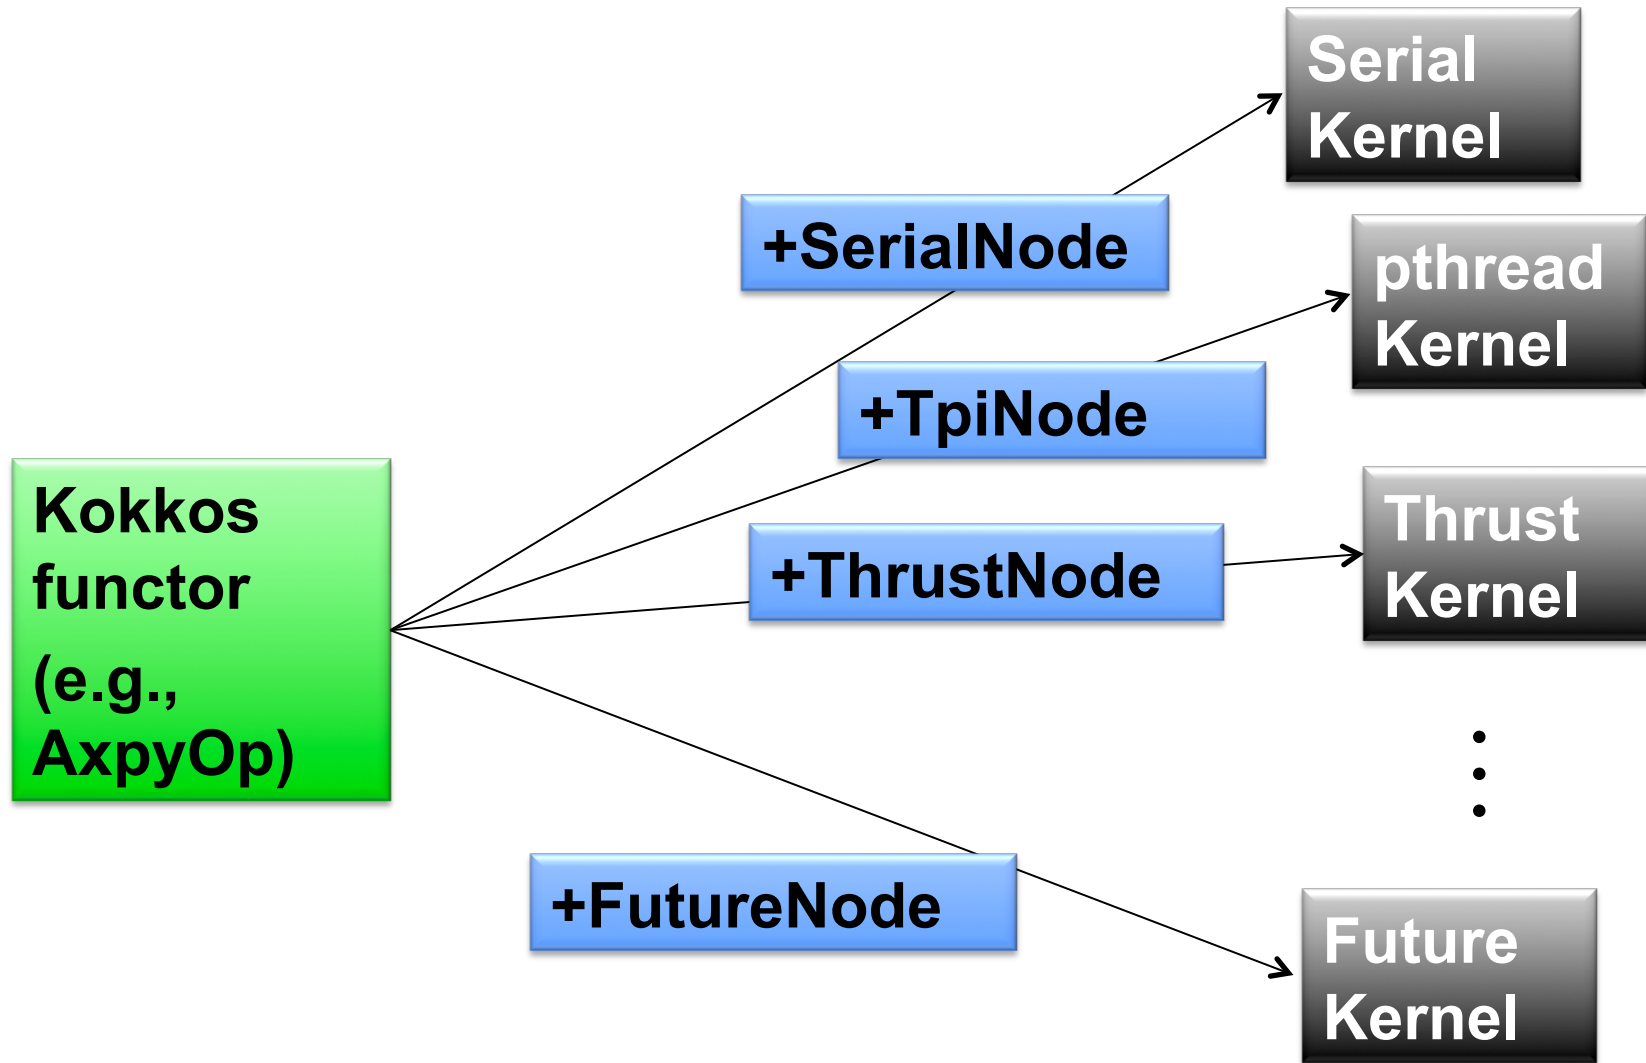 Serial
Kernel
+SerialNode
pthread
Kernel
+TpiNode
Kokkos
functor
(e.g.,
AxpyOp)
Thrust
Kernel
+ThrustNode
+FutureNode
Future
Kernel